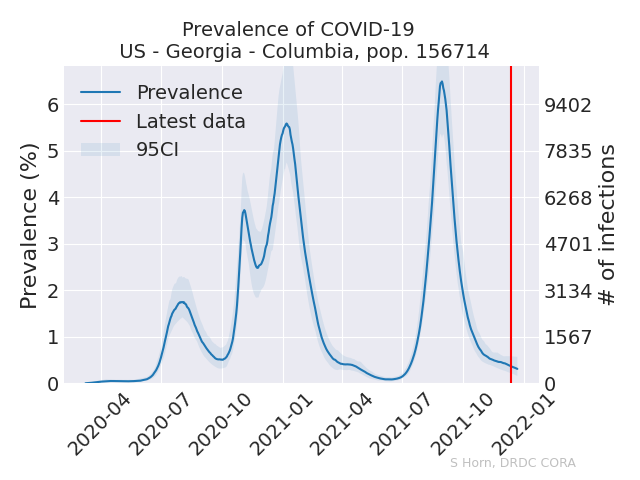 Prevalence of COVID-19
US - Georgia - Columbia, pop. 156714
Prevalence
Latest data
95CI
Prevalence (%)
6
5
4
3
2
1
0
9402
7835
6268
4701
3134
1567
0
# of infections
2020-04
2020-07
2020-10
2021-01
2021-04
2021-07
2021-10
2022-01
S Horn, DRDC CORA